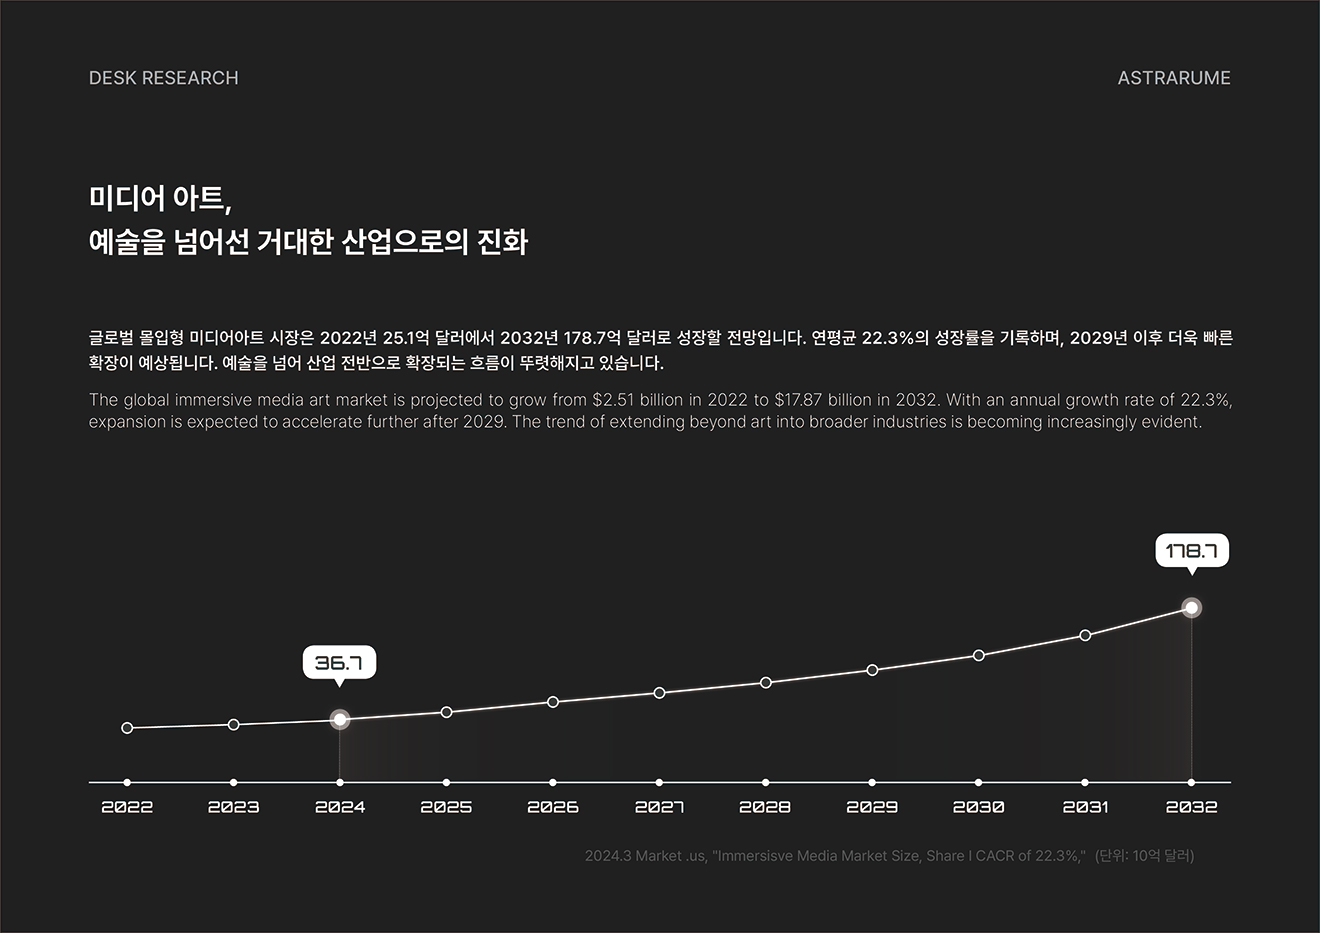 DESK RESEARCH
ASTRARUME
미디어 아트,
예술을 넘어선 거대한 산업으로의 진화
글로벌 몰입형 미디어아트 시장은 2022년 25.1억 달러에서 2032년 178.7억 달러로 성장할 전망입니다. 연평균 22.3%의 성장률을 기록하며, 2029년 이후 더욱 빠른
확장이 예상됩니다. 예술을 넘어 산업 전반으로 확장되는 흐름이 뚜렷해지고 있습니다.
The global immersive media art market is projected to grow from $2.51 billion in 2022 to $17.87 billion in 2032. With an annual growth rate of 22.3%,
expansion is expected to accelerate further after 2029. The trend of extending beyond art into broader industries is becoming increasingly evident.
178.7
36.7
2022 2023 2024 2025 2026 2027 2028 2029 2030 2031 2032
2024.3 Market .us, "Immersisve Media Market Size, Share I CACR of 22.3%," (단위: 10억 달러)